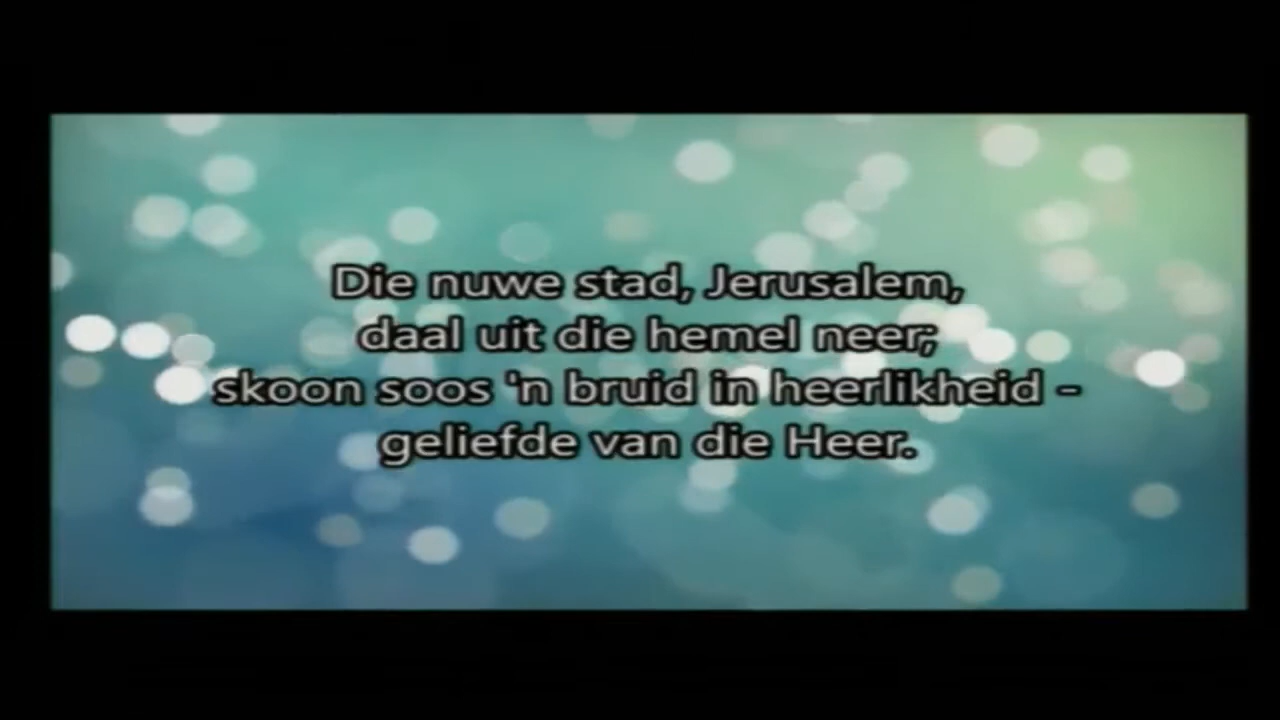 Die nuwe stad, Jerusalem,
daal uit die hemel neer;
skoon soos 'n bruid in heerlikheid -
geliefde van die Heer.